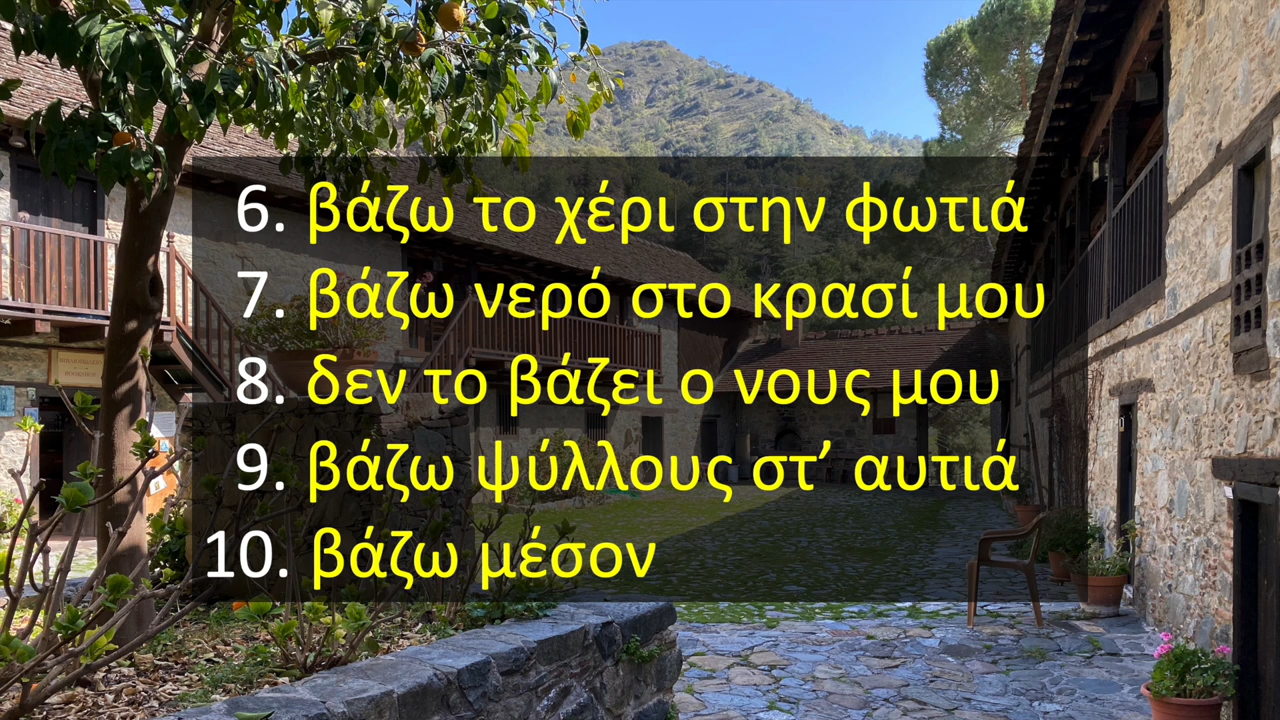 6. βάζω το χέρι στην φωτιά
7. βάζω νερό στο κρασί μου
8. δεν το βάζει ο νους μου
9. βάζω ψύλλους στ’ αυτιά
10. βάζω μέσον